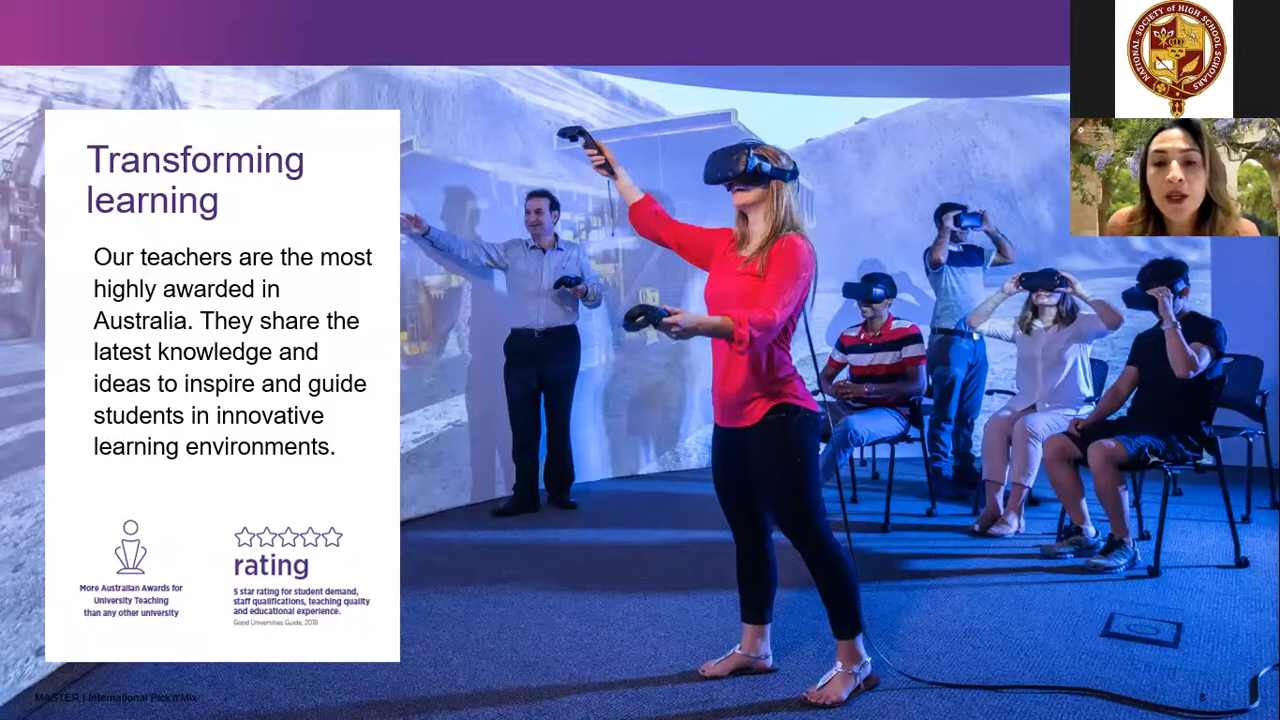 Transforming
learning
Our teachers are the most
highly awarded in
Australia. They share the
latest knowledge and
ideas to inspire and guide
students in innovative
learning environments.
More Australian Awards for
University Teaching
than any other university
rating
5 star rating for student demand,
staff qualifications, teaching quality
and educational experience.
Good Universities Guide, 2018
MASTER | International Pick'n'Mix
6
NATIONAL SOCIETY of HIGH SCHOOL SCHOLARS